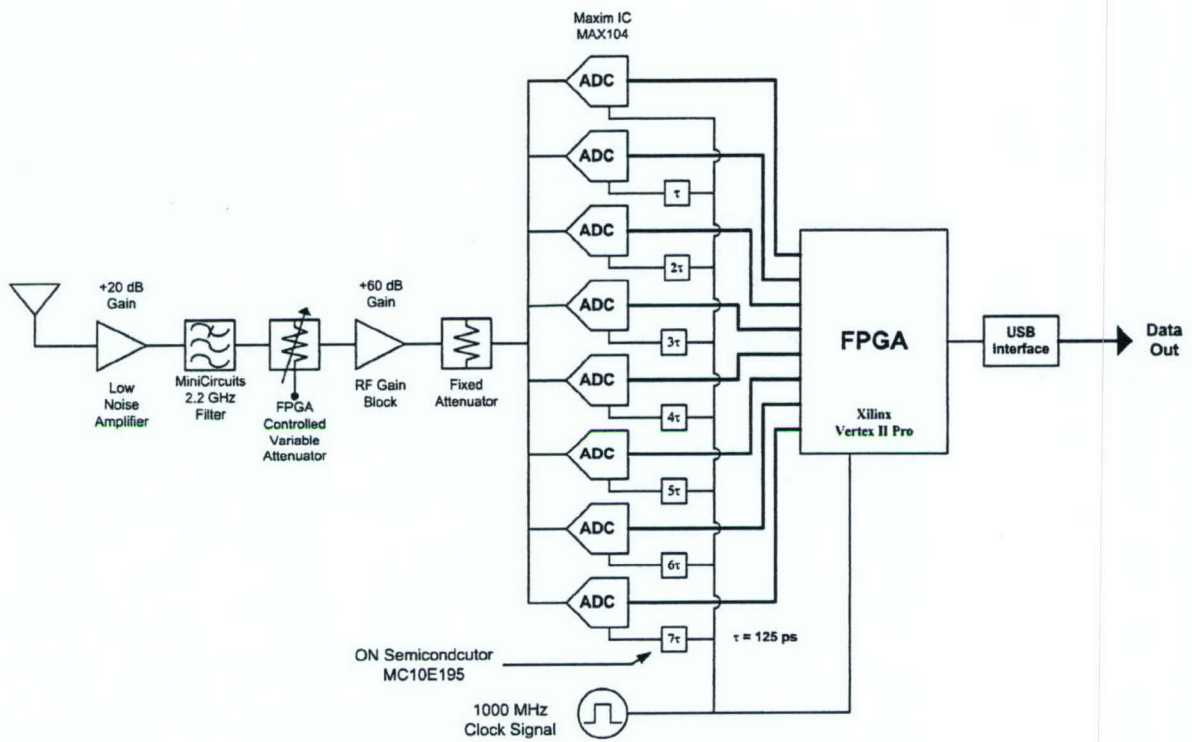 Maxim IC
MAX104
ADC
ADC
τ
ADC
2τ
+20 dB
Gain
+60 dB
Gain
ADC
3τ
FPGA
Xilinx
Vertex II Pro
USB
Interface
Data
Out
Low
Noise
Amplifier
MiniCircuits
2.2 GHz
Filter
FPGA
Controlled
Variable
Attenuator
RF Gain
Block
Fixed
Attenuator
ADC
4τ
ADC
5τ
ADC
6τ
ADC
7τ
τ = 125 ps
ON Semicondcutor
MC10E195
1000 MHz
Clock Signal